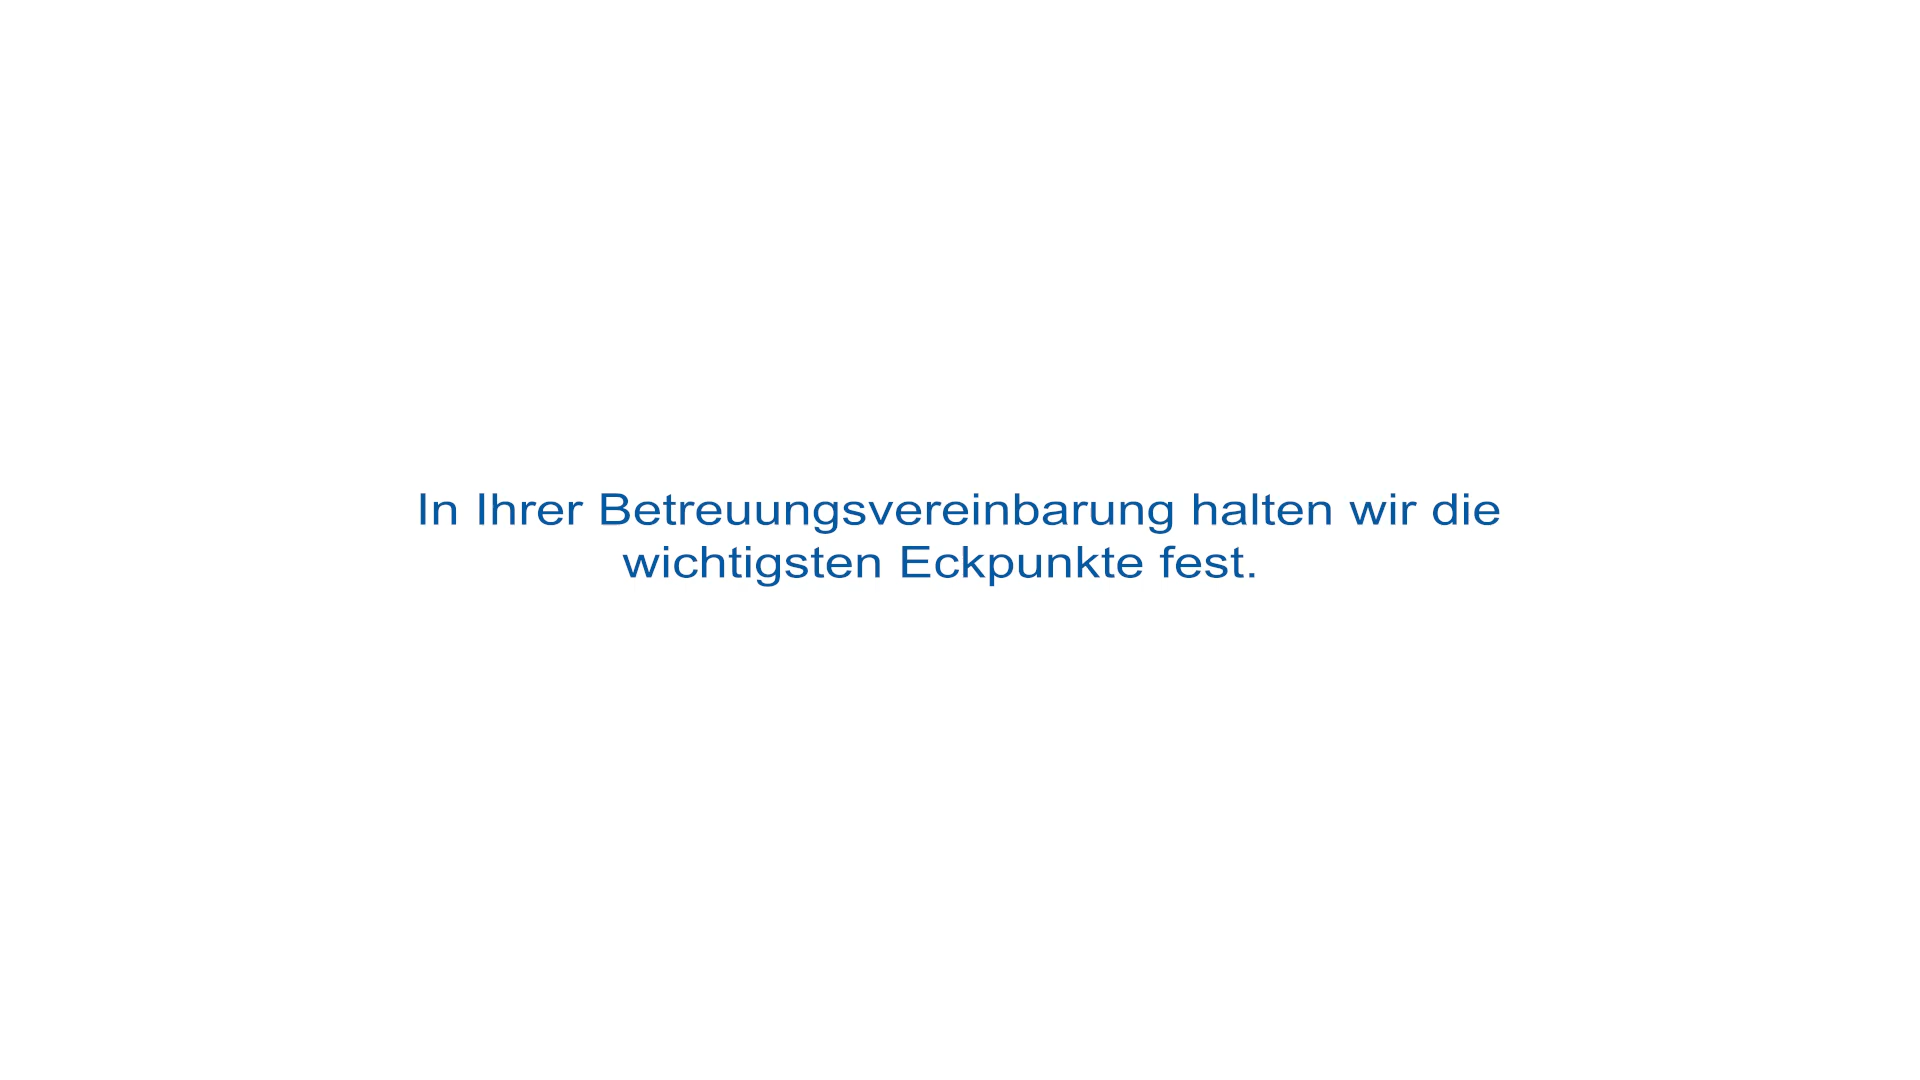 In Ihrer Betreuungsvereinbarung halten wir die
wichtigsten Eckpunkte fest.